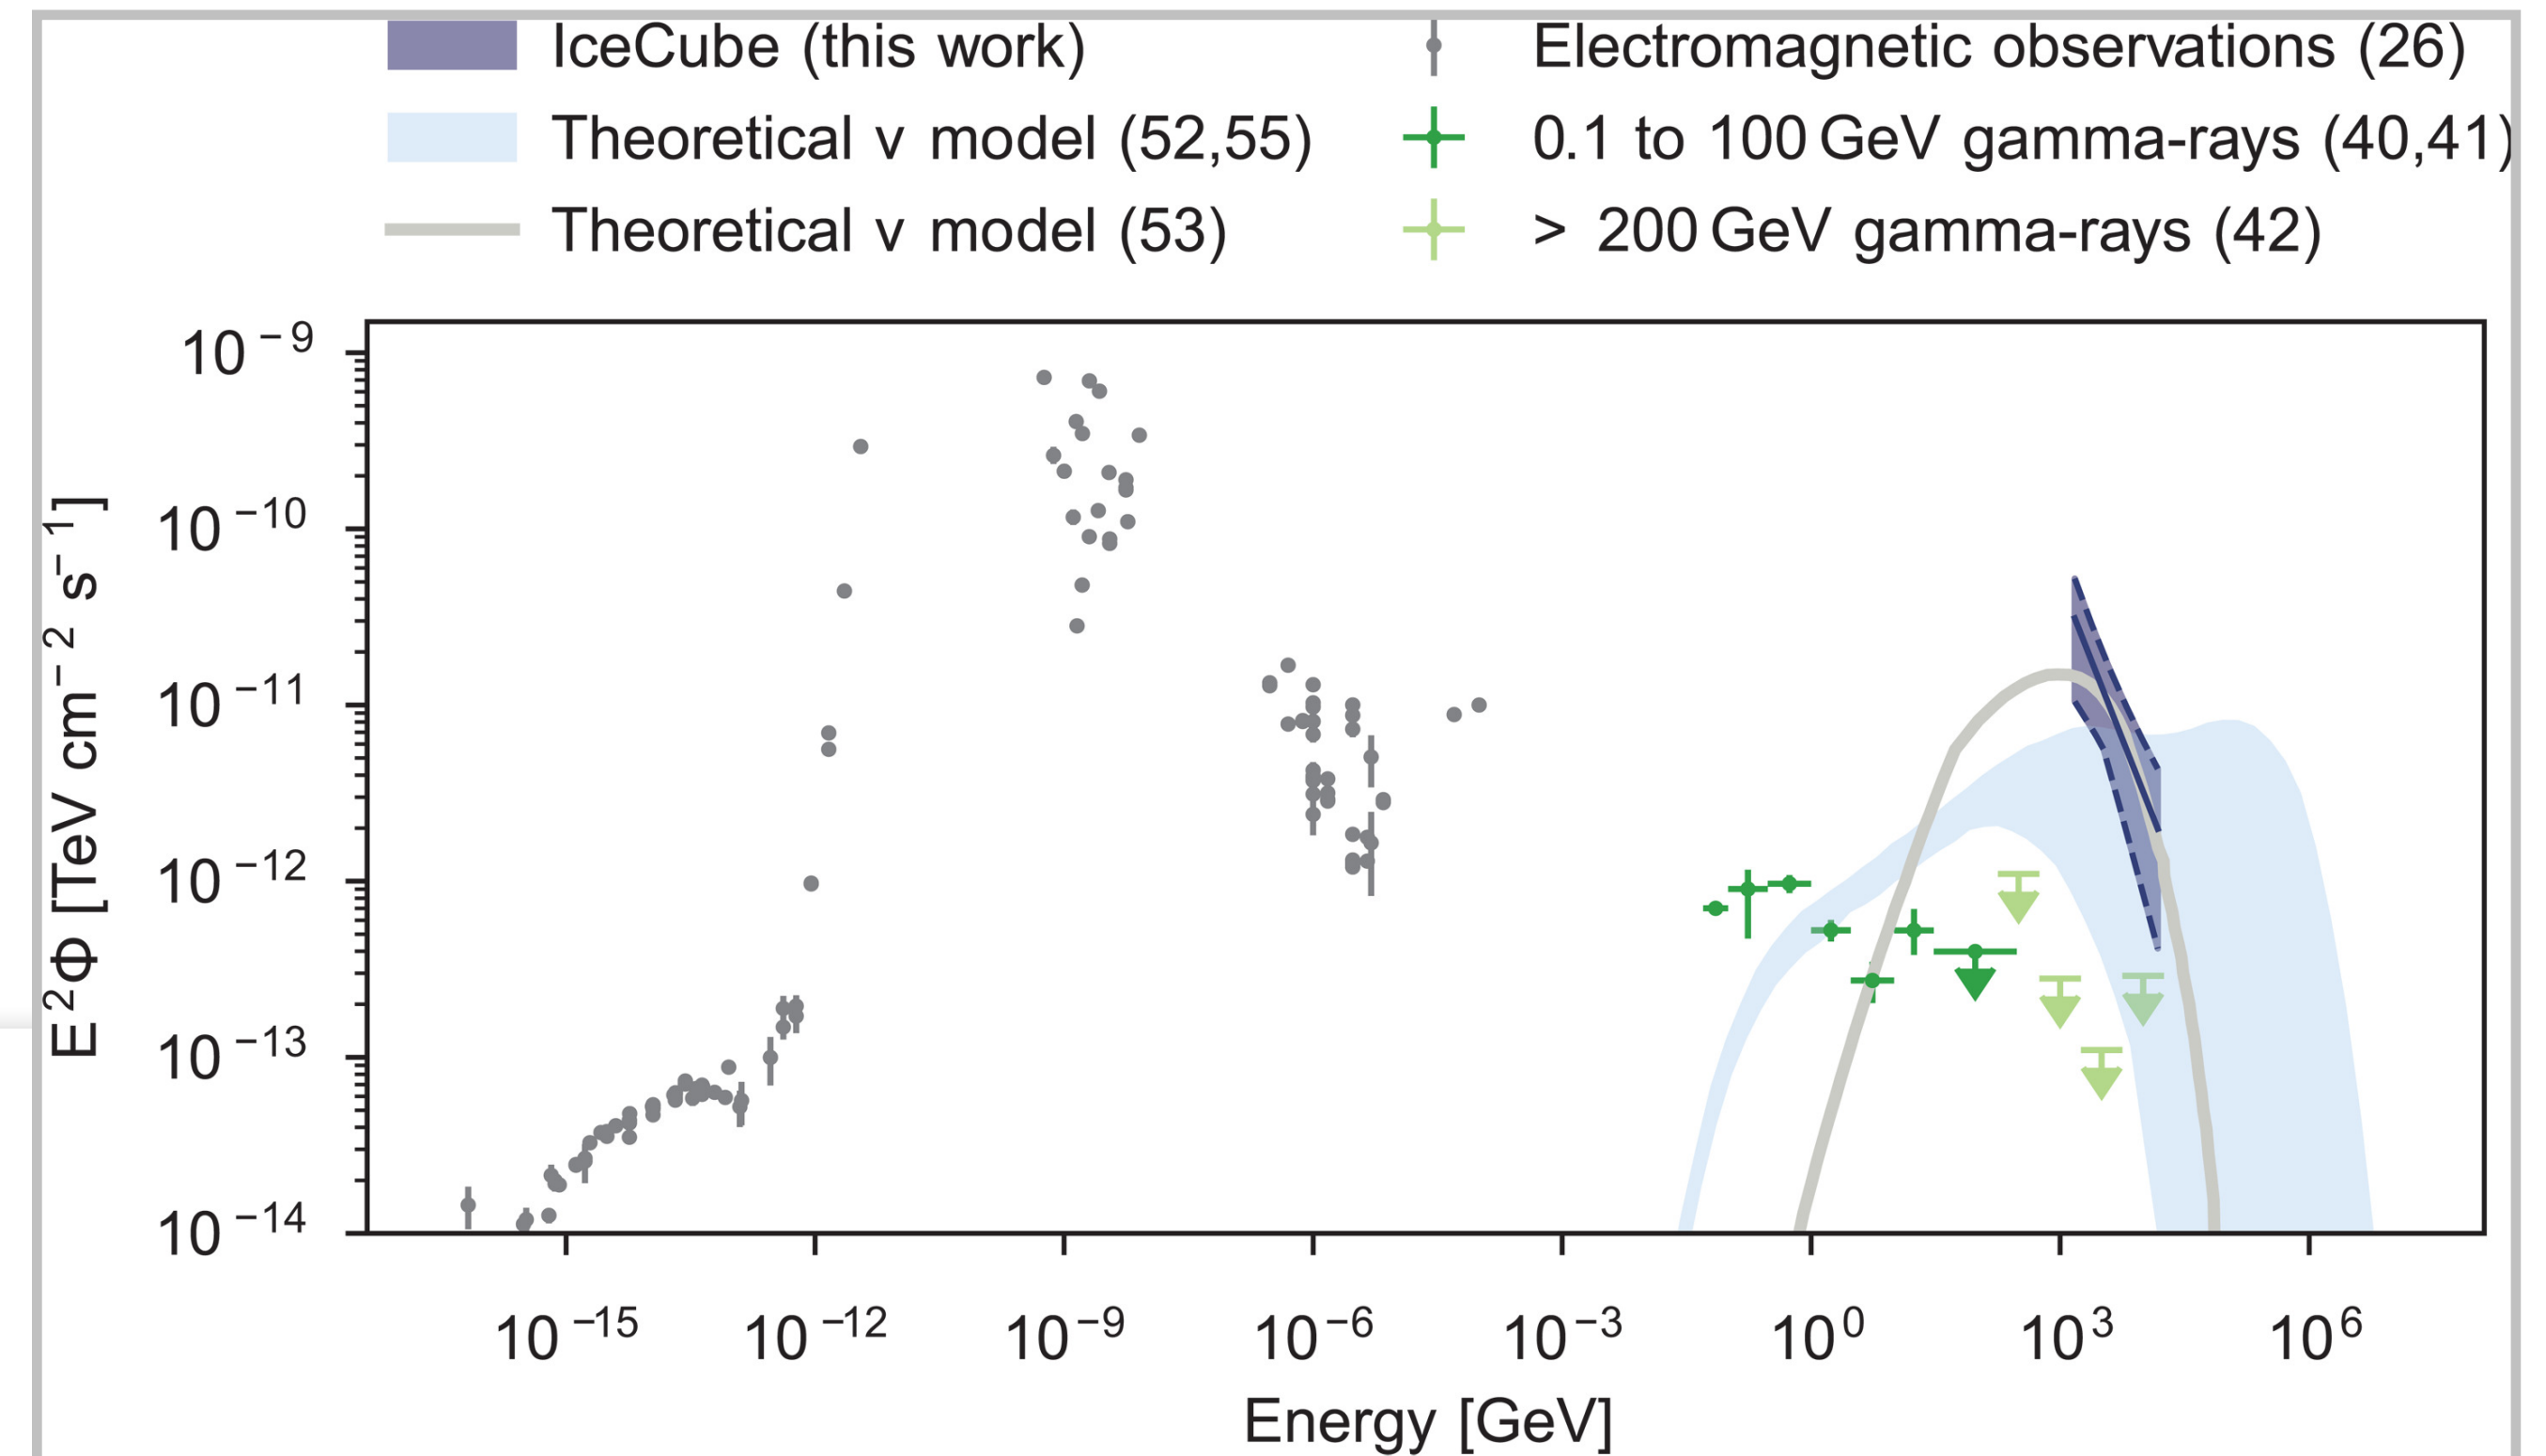 IceCube (this work)
Theoretical ν model (52,55)
Theoretical ν model (53)
Electromagnetic observations (26)
0.1 to 100 GeV gamma-rays (40,41)
> 200 GeV gamma-rays (42)
E²Φ [TeV cm⁻² s⁻¹]
10⁻⁹
10⁻¹⁰
10⁻¹¹
10⁻¹²
10⁻¹³
10⁻¹⁴
10⁻¹⁵ 10⁻¹² 10⁻⁹ 10⁻⁶ 10⁻³ 10⁰ 10³ 10⁶
Energy [GeV]